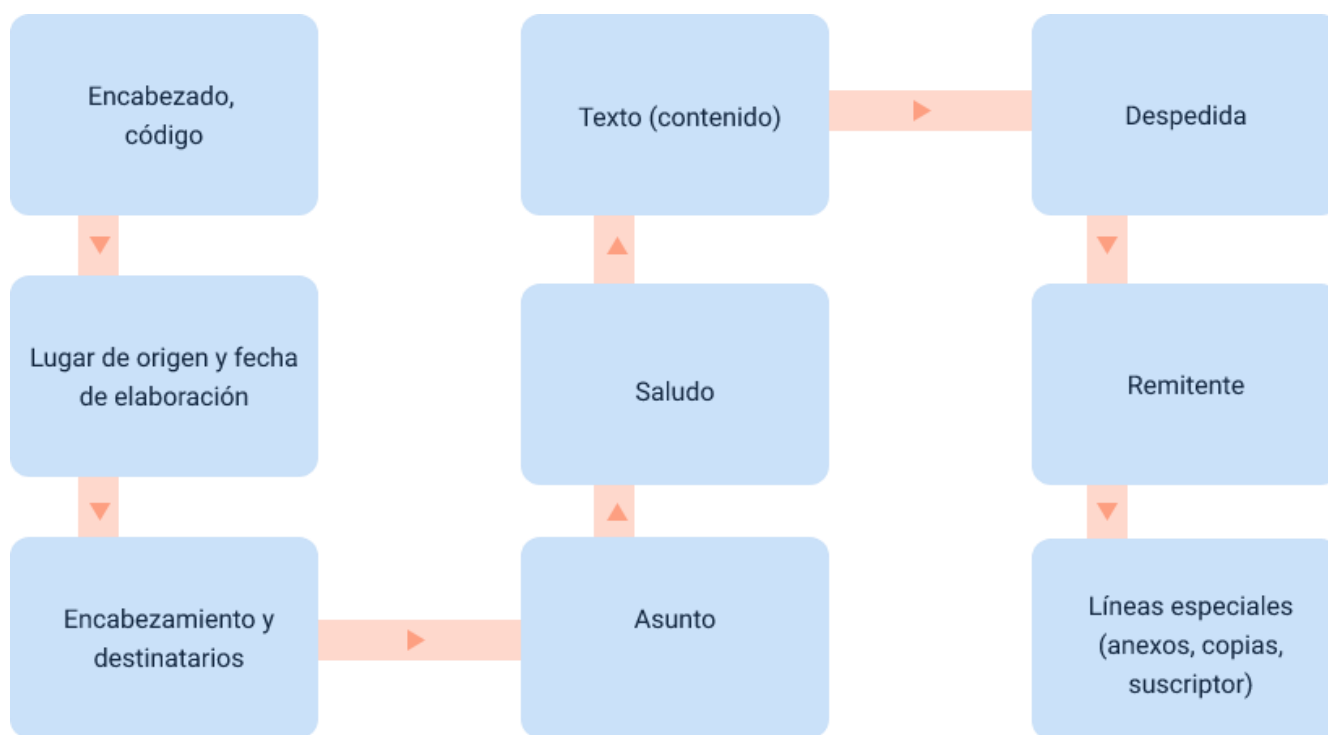 Encabezado,
código
Lugar de origen y fecha
de elaboración
Encabezamiento y
destinatarios
Asunto
Saludo
Texto (contenido)
Despedida
Remitente
Líneas especiales
(anexos, copias,
suscriptor)